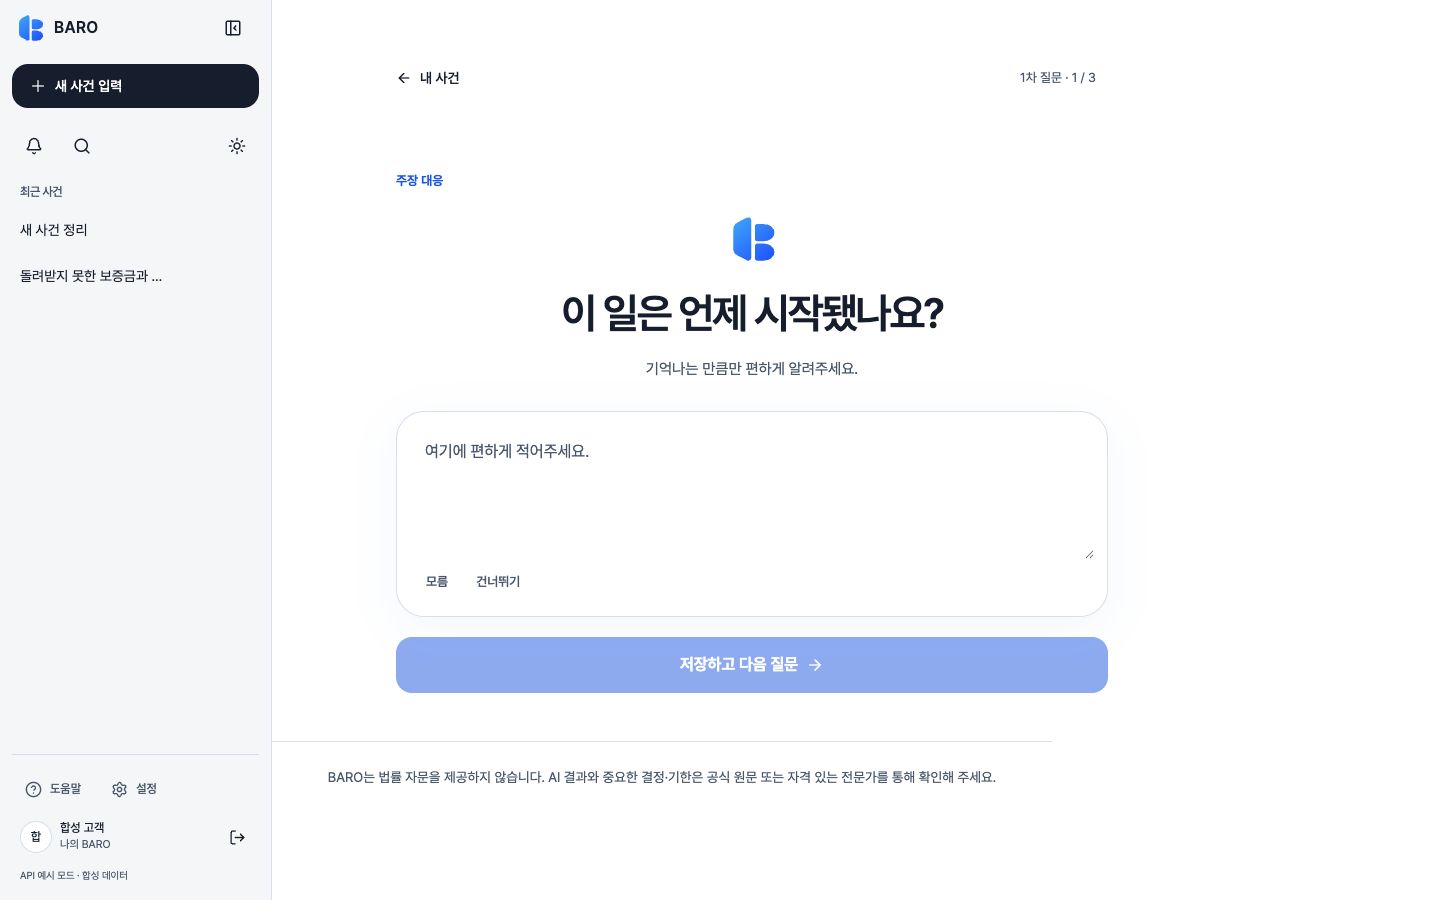 BARO
새 사건 입력
최근 사건
새 사건 정리
돌려받지 못한 보증금과 ...
도움말
설정
합
합성 고객
나의 BARO
API 예시 모드 · 합성 데이터
내 사건
1차 질문 · 1 / 3
주장 대응
이 일은 언제 시작됐나요?
기억나는 만큼만 편하게 알려주세요.
여기에 편하게 적어주세요.
모름
건너뛰기
저장하고 다음 질문
BARO는 법률 자문을 제공하지 않습니다. AI 결과와 중요한 결정·기한은 공식 원문 또는 자격 있는 전문가를 통해 확인해 주세요.